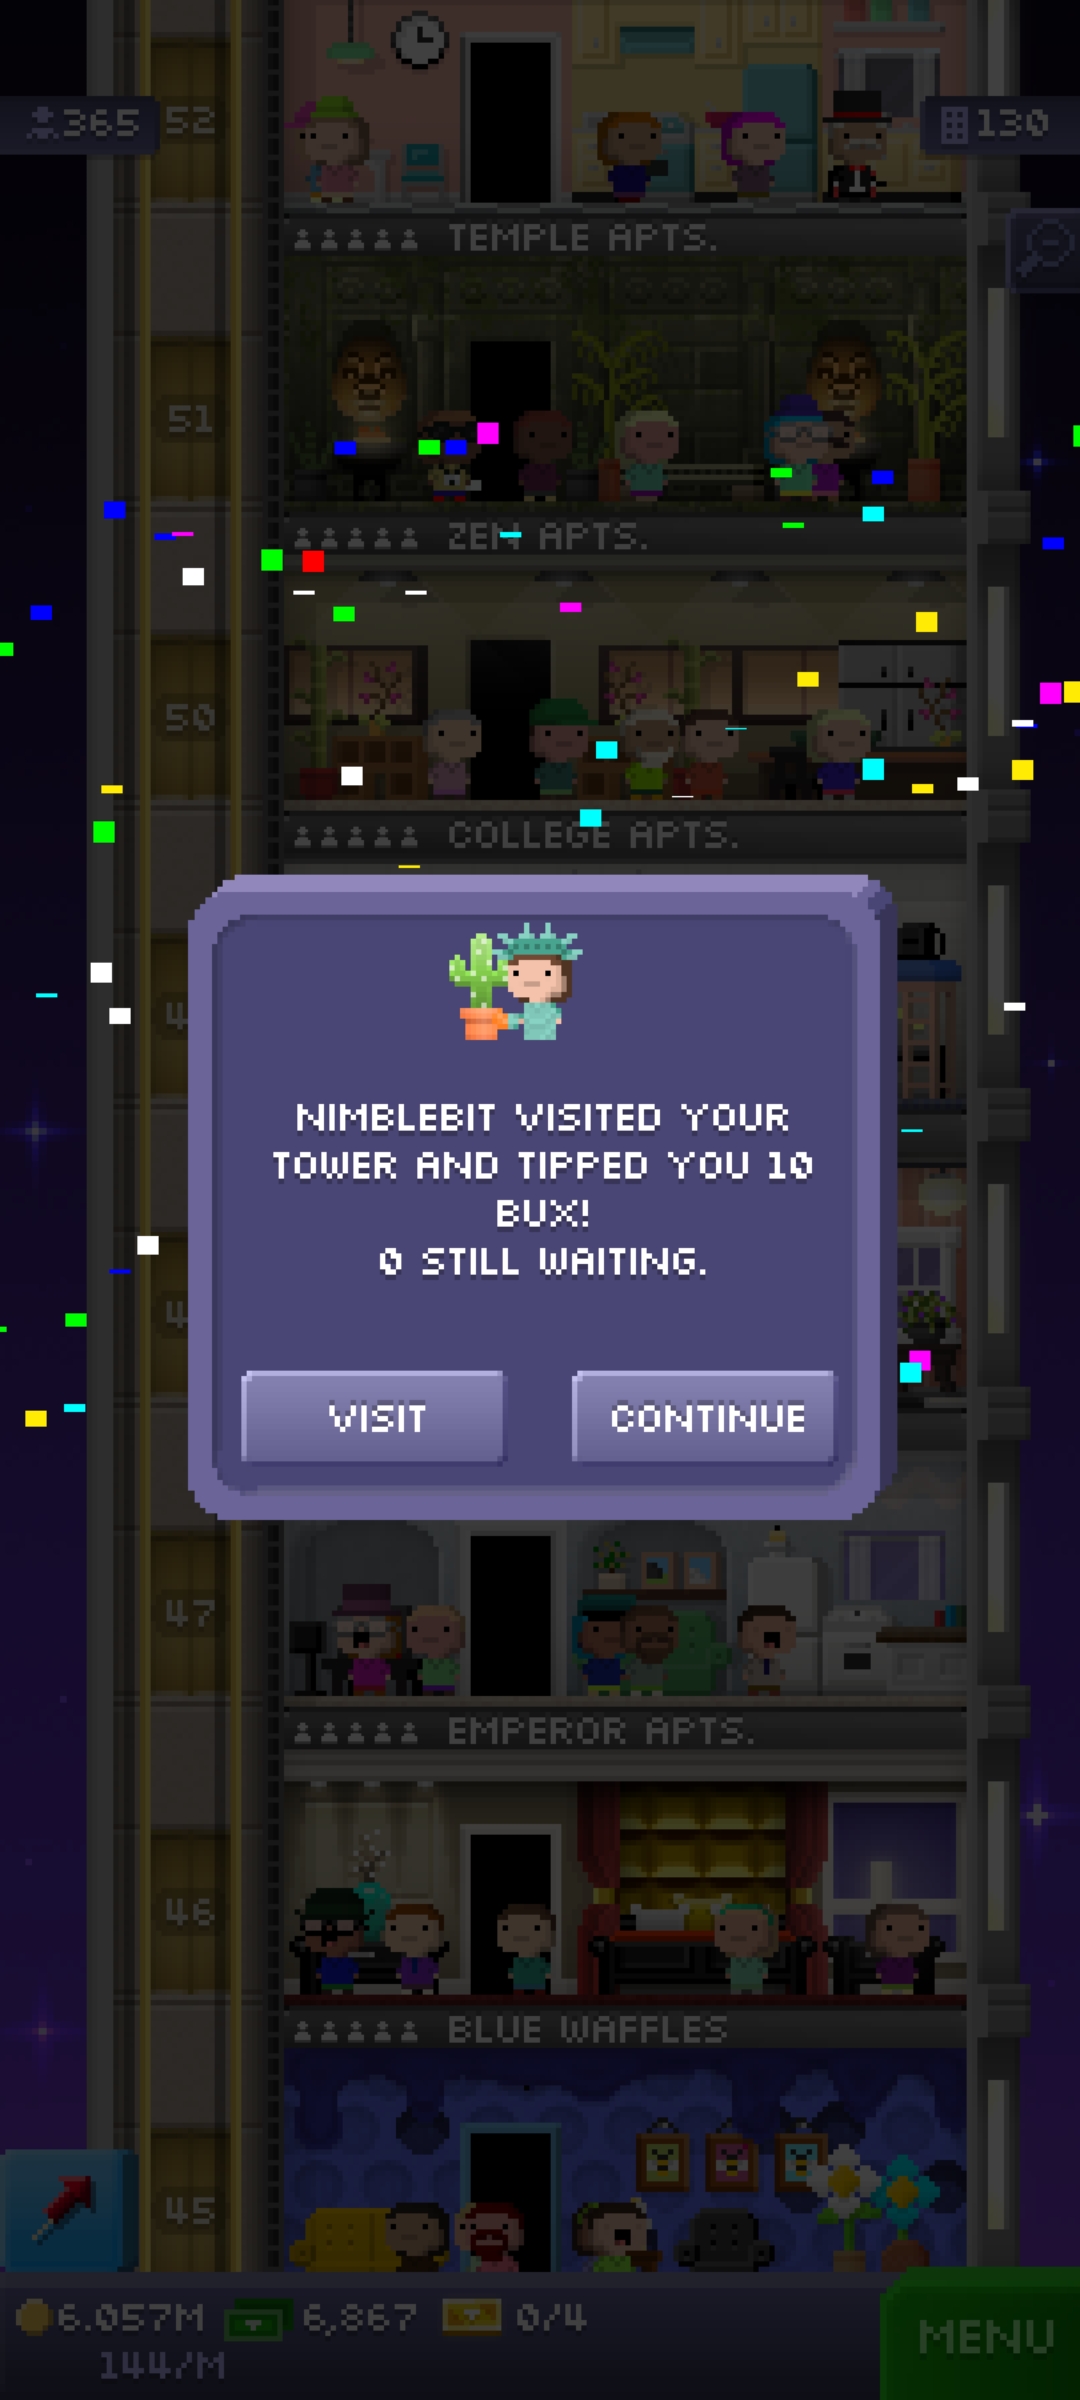 365
52
130
TEMPLE APTS.
51
ZEN APTS.
50
COLLEGE APTS.
NIMBLEBIT VISITED YOUR
TOWER AND TIPPED YOU 10
BUX!
0 STILL WAITING.
VISIT
CONTINUE
47
EMPEROR APTS.
46
BLUE WAFFLES
45
6.057M
6,867
0/4
144/M
MENU